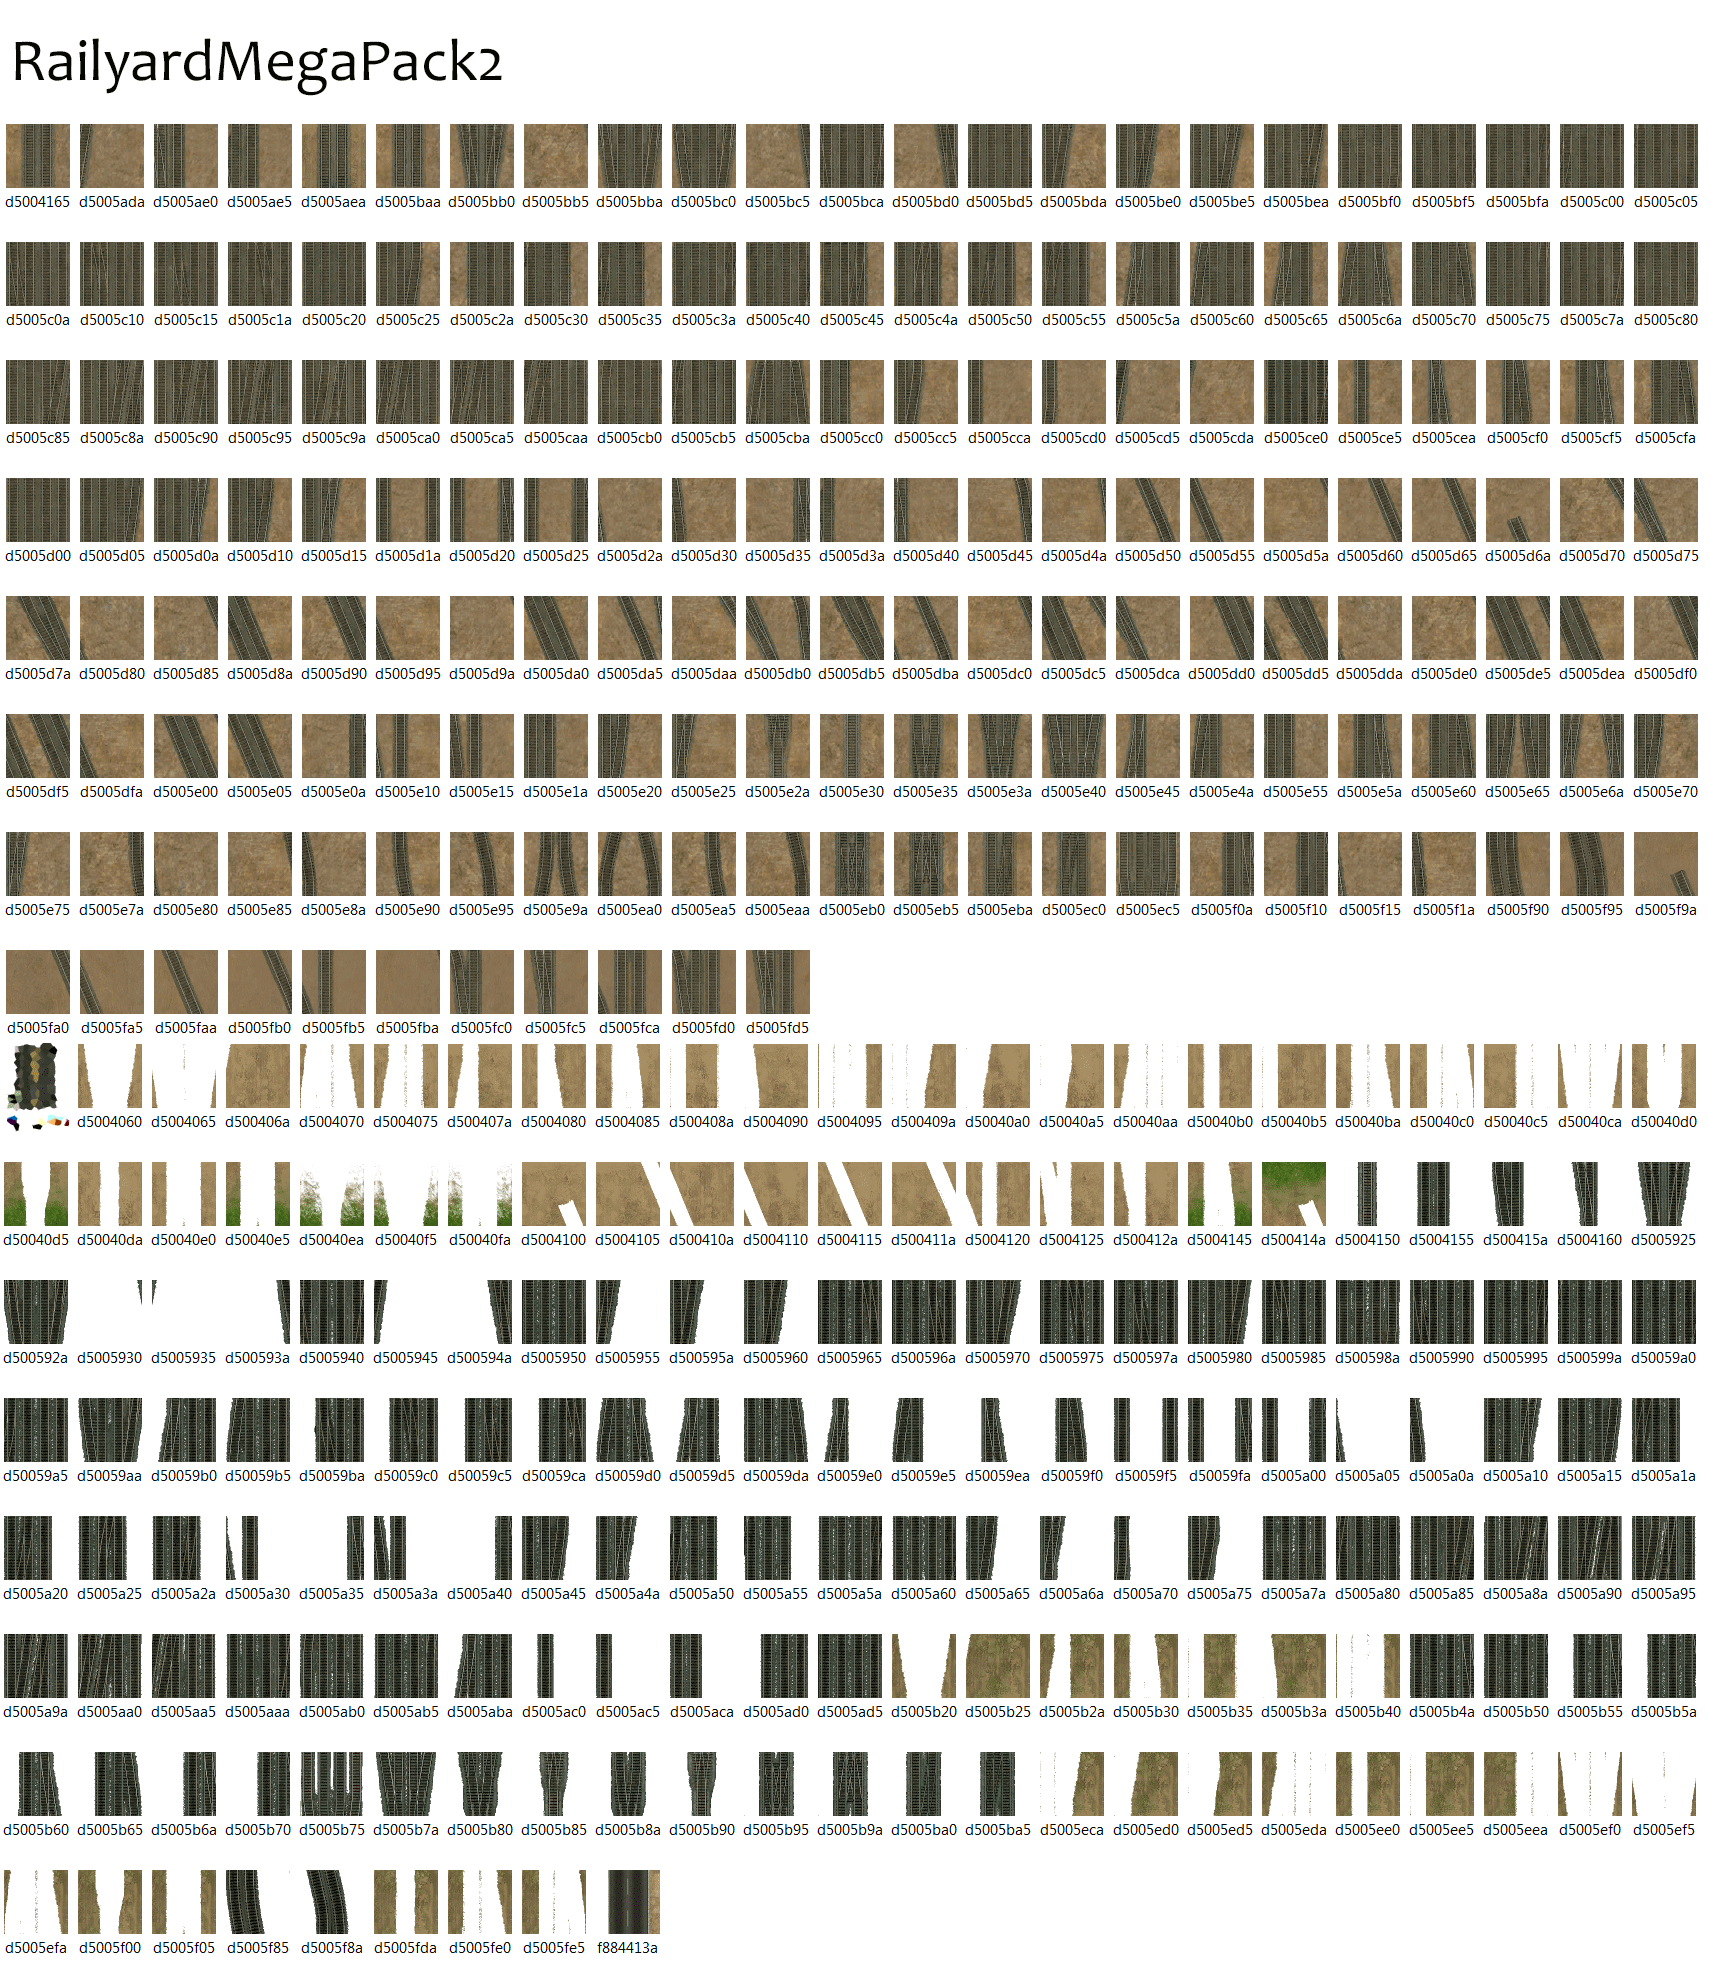 RailyardMegaPack2
d5004165 d5005ada d5005ae0 d5005ae5 d5005aea d5005baa d5005bb0 d5005bb5 d5005bba d5005bc0 d5005bc5 d5005bca d5005bd0 d5005bd5 d5005bda d5005be0 d5005be5 d5005bea d5005bf0 d5005bf5 d5005bfa d5005c00 d5005c05
d5005c0a d5005c10 d5005c15 d5005c1a d5005c20 d5005c25 d5005c2a d5005c30 d5005c35 d5005c3a d5005c40 d5005c45 d5005c4a d5005c50 d5005c55 d5005c5a d5005c60 d5005c65 d5005c6a d5005c70 d5005c75 d5005c7a d5005c80
d5005c85 d5005c8a d5005c90 d5005c95 d5005c9a d5005ca0 d5005ca5 d5005caa d5005cb0 d5005cb5 d5005cba d5005cc0 d5005cc5 d5005cca d5005cd0 d5005cd5 d5005cda d5005ce0 d5005ce5 d5005cea d5005cf0 d5005cf5 d5005cfa
d5005d00 d5005d05 d5005d0a d5005d10 d5005d15 d5005d1a d5005d20 d5005d25 d5005d2a d5005d30 d5005d35 d5005d3a d5005d40 d5005d45 d5005d4a d5005d50 d5005d55 d5005d5a d5005d60 d5005d65 d5005d6a d5005d70 d5005d75
d5005d7a d5005d80 d5005d85 d5005d8a d5005d90 d5005d95 d5005d9a d5005da0 d5005da5 d5005daa d5005db0 d5005db5 d5005dba d5005dc0 d5005dc5 d5005dca d5005dd0 d5005dd5 d5005dda d5005de0 d5005de5 d5005dea d5005df0
d5005df5 d5005dfa d5005e00 d5005e05 d5005e0a d5005e10 d5005e15 d5005e1a d5005e20 d5005e25 d5005e2a d5005e30 d5005e35 d5005e3a d5005e40 d5005e45 d5005e4a d5005e55 d5005e5a d5005e60 d5005e65 d5005e6a d5005e70
d5005e75 d5005e7a d5005e80 d5005e85 d5005e8a d5005e90 d5005e95 d5005e9a d5005ea0 d5005ea5 d5005eaa d5005eb0 d5005eb5 d5005eba d5005ec0 d5005ec5 d5005f0a d5005f10 d5005f15 d5005f1a d5005f90 d5005f95 d5005f9a
d5005fa0 d5005fa5 d5005faa d5005fb0 d5005fb5 d5005fba d5005fc0 d5005fc5 d5005fca d5005fd0 d5005fd5
d5004060 d5004065 d500406a d5004070 d5004075 d500407a d5004080 d5004085 d500408a d5004090 d5004095 d500409a d50040a0 d50040a5 d50040aa d50040b0 d50040b5 d50040ba d50040c0 d50040c5 d50040ca d50040d0
d50040d5 d50040da d50040e0 d50040e5 d50040ea d50040f5 d50040fa d5004100 d5004105 d500410a d5004110 d5004115 d500411a d5004120 d5004125 d500412a d5004145 d500414a d5004150 d5004155 d500415a d5004160 d5005925
d500592a d5005930 d5005935 d500593a d5005940 d5005945 d500594a d5005950 d5005955 d500595a d5005960 d5005965 d500596a d5005970 d5005975 d500597a d5005980 d5005985 d500598a d5005990 d5005995 d500599a d50059a0
d50059a5 d50059aa d50059b0 d50059b5 d50059ba d50059c0 d50059c5 d50059ca d50059d0 d50059d5 d50059da d50059e0 d50059e5 d50059ea d50059f0 d50059f5 d50059fa d5005a00 d5005a05 d5005a0a d5005a10 d5005a15 d5005a1a
d5005a20 d5005a25 d5005a2a d5005a30 d5005a35 d5005a3a d5005a40 d5005a45 d5005a4a d5005a50 d5005a55 d5005a5a d5005a60 d5005a65 d5005a6a d5005a70 d5005a75 d5005a7a d5005a80 d5005a85 d5005a8a d5005a90 d5005a95
d5005a9a d5005aa0 d5005aa5 d5005aaa d5005ab0 d5005ab5 d5005aba d5005ac0 d5005ac5 d5005aca d5005ad0 d5005ad5 d5005b20 d5005b25 d5005b2a d5005b30 d5005b35 d5005b3a d5005b40 d5005b4a d5005b50 d5005b55 d5005b5a
d5005b60 d5005b65 d5005b6a d5005b70 d5005b75 d5005b7a d5005b80 d5005b85 d5005b8a d5005b90 d5005b95 d5005b9a d5005ba0 d5005ba5 d5005eca d5005ed0 d5005ed5 d5005eda d5005ee0 d5005ee5 d5005eea d5005ef0 d5005ef5
d5005efa d5005f00 d5005f05 d5005f85 d5005f8a d5005fda d5005fe0 d5005fe5 f884413a